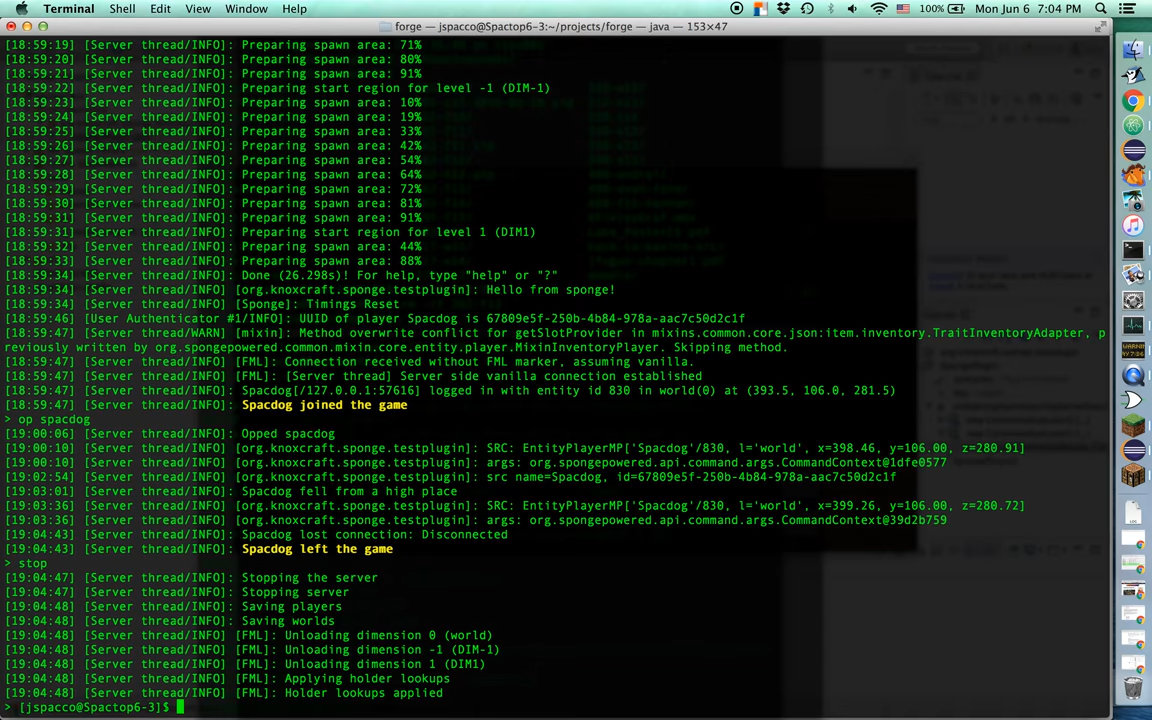 Terminal Shell Edit View Window Help 100% Mon Jun 6 7:04 PM
forge — jspacco@Spactop6-3:~/projects/forge — java — 153×47
[18:59:19] [Server thread/INFO]: Preparing spawn area: 71%
[18:59:20] [Server thread/INFO]: Preparing spawn area: 80%
[18:59:21] [Server thread/INFO]: Preparing spawn area: 91%
[18:59:22] [Server thread/INFO]: Preparing start region for level -1 (DIM-1)
[18:59:23] [Server thread/INFO]: Preparing spawn area: 10%
[18:59:24] [Server thread/INFO]: Preparing spawn area: 19%
[18:59:25] [Server thread/INFO]: Preparing spawn area: 33%
[18:59:26] [Server thread/INFO]: Preparing spawn area: 42%
[18:59:27] [Server thread/INFO]: Preparing spawn area: 54%
[18:59:28] [Server thread/INFO]: Preparing spawn area: 64%
[18:59:29] [Server thread/INFO]: Preparing spawn area: 72%
[18:59:30] [Server thread/INFO]: Preparing spawn area: 81%
[18:59:31] [Server thread/INFO]: Preparing spawn area: 91%
[18:59:31] [Server thread/INFO]: Preparing start region for level 1 (DIM1)
[18:59:32] [Server thread/INFO]: Preparing spawn area: 44%
[18:59:33] [Server thread/INFO]: Preparing spawn area: 88%
[18:59:34] [Server thread/INFO]: Done (26.298s)! For help, type "help" or "?"
[18:59:34] [Server thread/INFO] [org.knoxcraft.sponge.testplugin]: Hello from sponge!
[18:59:34] [Server thread/INFO] [Sponge]: Timings Reset
[18:59:46] [User Authenticator #1/INFO]: UUID of player Spacdog is 67809e5f-250b-4b84-978a-aac7c50d2c1f
[18:59:47] [Server thread/WARN] [mixin]: Method overwrite conflict for getSlotProvider in mixins.common.core.json:item.inventory.TraitInventoryAdapter, p
reviously written by org.spongepowered.common.mixin.core.entity.player.MixinInventoryPlayer. Skipping method.
[18:59:47] [Server thread/INFO] [FML]: Connection received without FML marker, assuming vanilla.
[18:59:47] [Server thread/INFO] [FML]: [Server thread] Server side vanilla connection established
[18:59:47] [Server thread/INFO]: Spacdog[/127.0.0.1:57616] logged in with entity id 830 in world(0) at (393.5, 106.0, 281.5)
[18:59:47] [Server thread/INFO]: Spacdog joined the game
> op spacdog
[19:00:06] [Server thread/INFO]: Opped spacdog
[19:00:10] [Server thread/INFO] [org.knoxcraft.sponge.testplugin]: SRC: EntityPlayerMP['Spacdog'/830, l='world', x=398.46, y=106.00, z=280.91]
[19:00:10] [Server thread/INFO] [org.knoxcraft.sponge.testplugin]: args: org.spongepowered.api.command.args.CommandContext@1dfe0577
[19:02:54] [Server thread/INFO] [org.knoxcraft.sponge.testplugin]: src name=Spacdog, id=67809e5f-250b-4b84-978a-aac7c50d2c1f
[19:03:01] [Server thread/INFO]: Spacdog fell from a high place
[19:03:36] [Server thread/INFO] [org.knoxcraft.sponge.testplugin]: SRC: EntityPlayerMP['Spacdog'/830, l='world', x=399.26, y=106.00, z=280.72]
[19:03:36] [Server thread/INFO] [org.knoxcraft.sponge.testplugin]: args: org.spongepowered.api.command.args.CommandContext@39d2b759
[19:04:43] [Server thread/INFO]: Spacdog lost connection: Disconnected
[19:04:43] [Server thread/INFO]: Spacdog left the game
> stop
[19:04:47] [Server thread/INFO]: Stopping the server
[19:04:47] [Server thread/INFO]: Stopping server
[19:04:48] [Server thread/INFO]: Saving players
[19:04:48] [Server thread/INFO]: Saving worlds
[19:04:48] [Server thread/INFO] [FML]: Unloading dimension 0 (world)
[19:04:48] [Server thread/INFO] [FML]: Unloading dimension -1 (DIM-1)
[19:04:48] [Server thread/INFO] [FML]: Unloading dimension 1 (DIM1)
[19:04:48] [Server thread/INFO] [FML]: Applying holder lookups
[19:04:48] [Server thread/INFO] [FML]: Holder lookups applied
> [jspacco@Spactop6-3]$